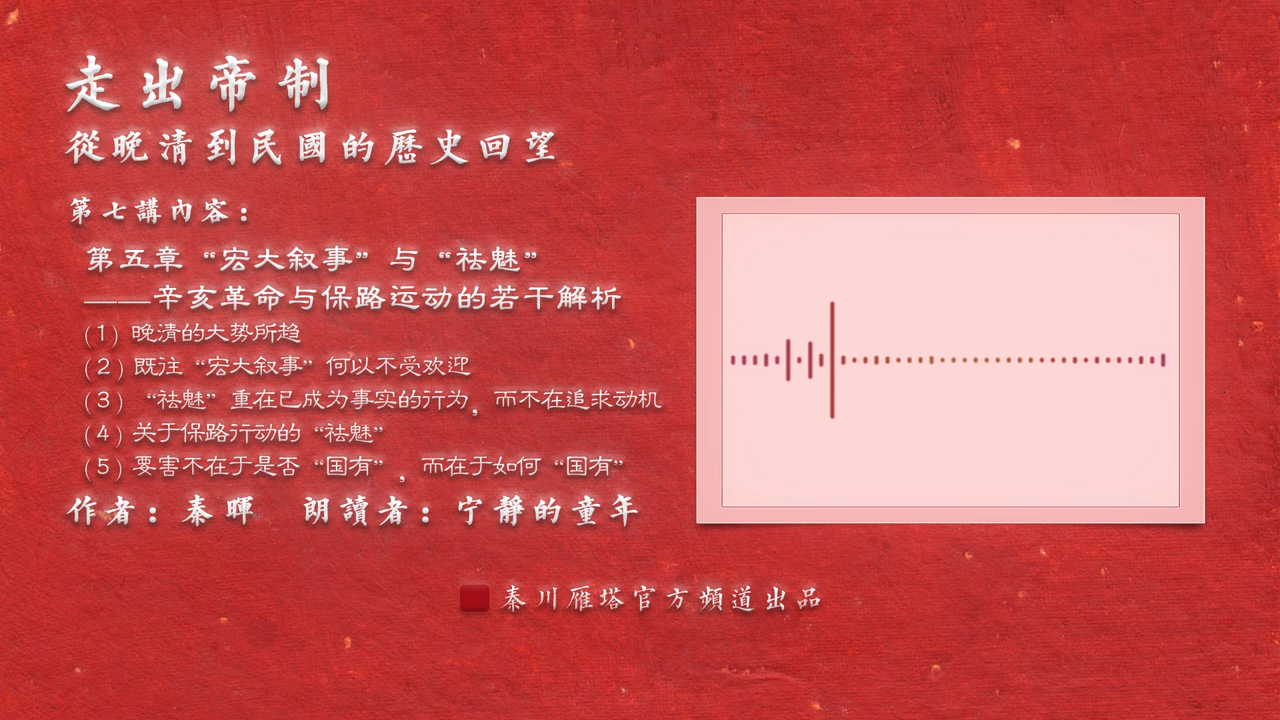 走出帝制
從晚清到民國的歷史回望
第七講內容：
第五章“宏大叙事”与“祛魅”
——辛亥革命与保路运动的若干解析
（1）晚清的大势所趋
（2）既往“宏大叙事”何以不受欢迎
（3）“祛魅”重在已成为事实的行为，而不在追求动机
（4）关于保路行动的“祛魅”
（5）要害不在于是否“国有”，而在于如何“国有”
作者：秦暉　朗讀者：宁靜的童年
秦川雁塔官方頻道出品